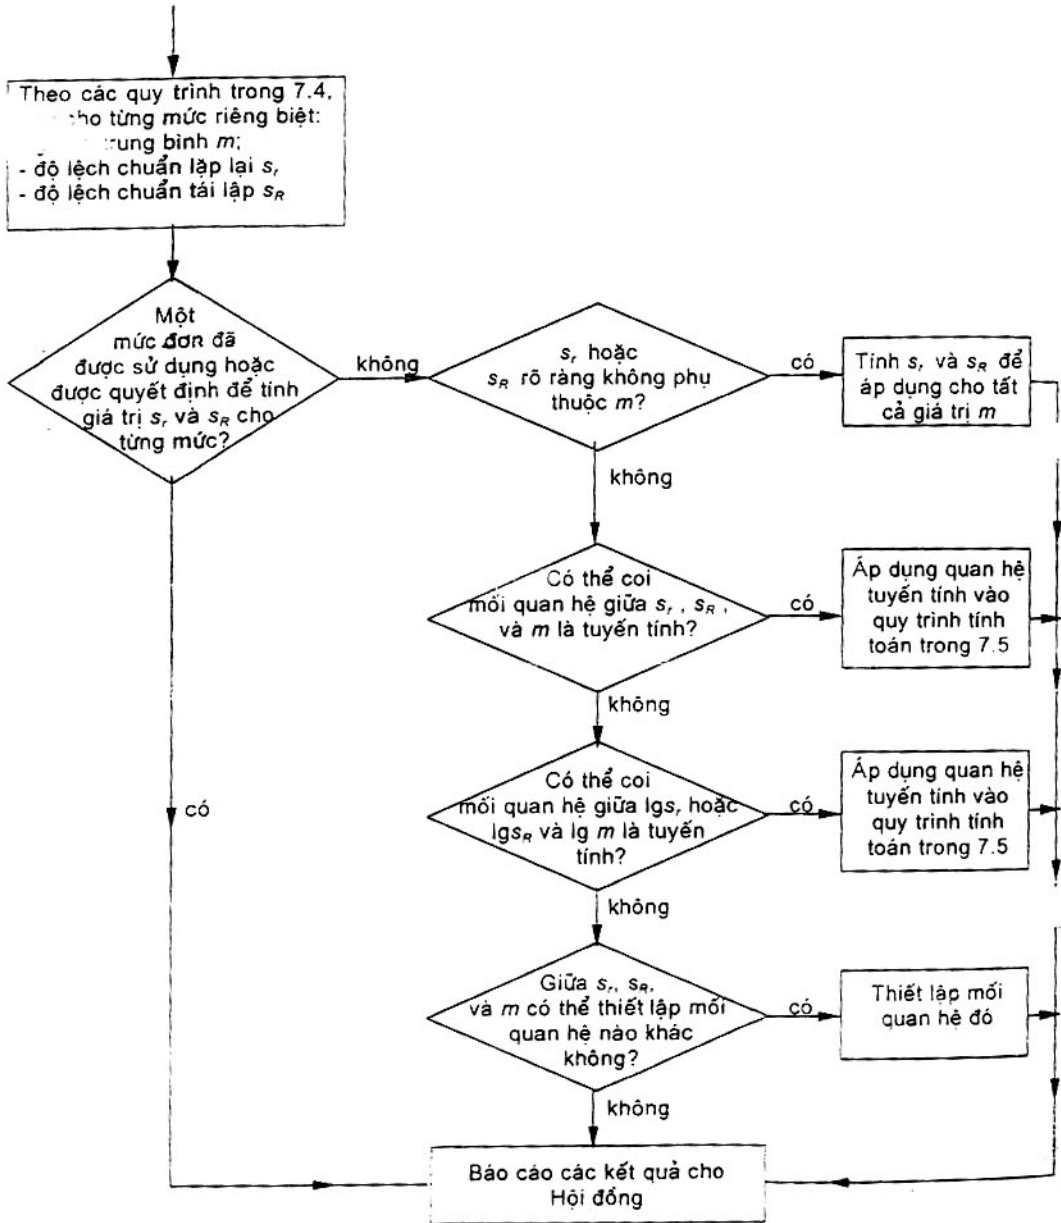 Theo các quy trình trong 7.4,
cho từng mức riêng biệt:
trung bình m;
- độ lệch chuẩn lặp lại sᵣ
- độ lệch chuẩn tái lập s_R
Một
mức đơn đã
được sử dụng hoặc
được quyết định để tính
giá trị sᵣ và s_R cho
từng mức?
không
sᵣ hoặc
s_R rõ ràng không phụ
thuộc m?
có
Tính sᵣ và s_R để
áp dụng cho tất
cả giá trị m
không
Có thể coi
mối quan hệ giữa sᵣ, s_R,
và m là tuyến tính?
có
Áp dụng quan hệ
tuyến tính vào
quy trình tính
toán trong 7.5
không
Có thể coi
mối quan hệ giữa lgsᵣ hoặc
lgs_R và lg m là tuyến
tính?
có
Áp dụng quan hệ
tuyến tính vào
quy trình tính
toán trong 7.5
có
không
Giữa sᵣ, s_R,
và m có thể thiết lập mối
quan hệ nào khác
không?
có
Thiết lập mối
quan hệ đó
không
Báo cáo các kết quả cho
Hội đồng